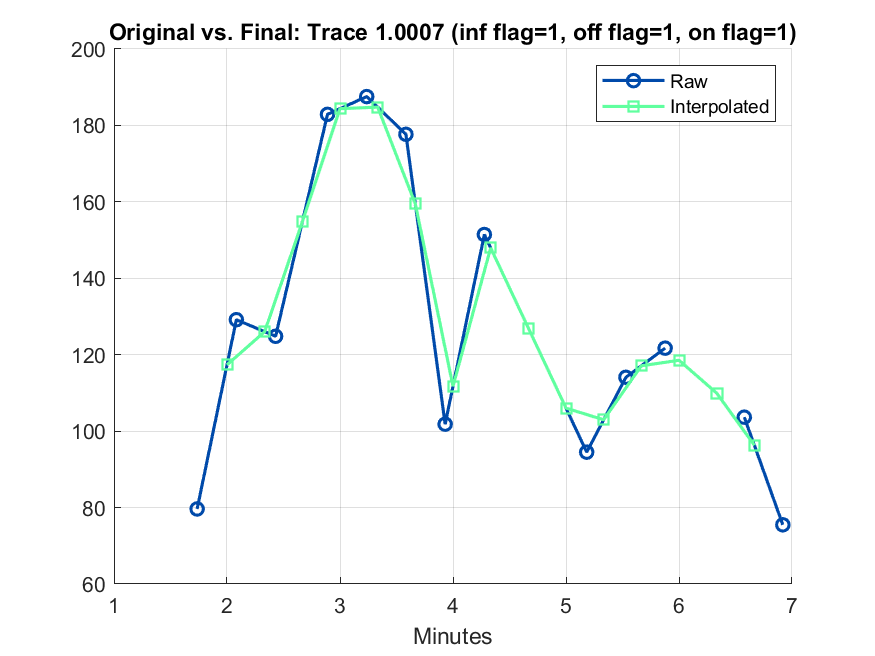 Original vs. Final: Trace 1.0007 (inf flag=1, off flag=1, on flag=1)
200
180
160
140
120
100
80
60
1 2 3 4 5 6 7
Minutes
Raw
Interpolated